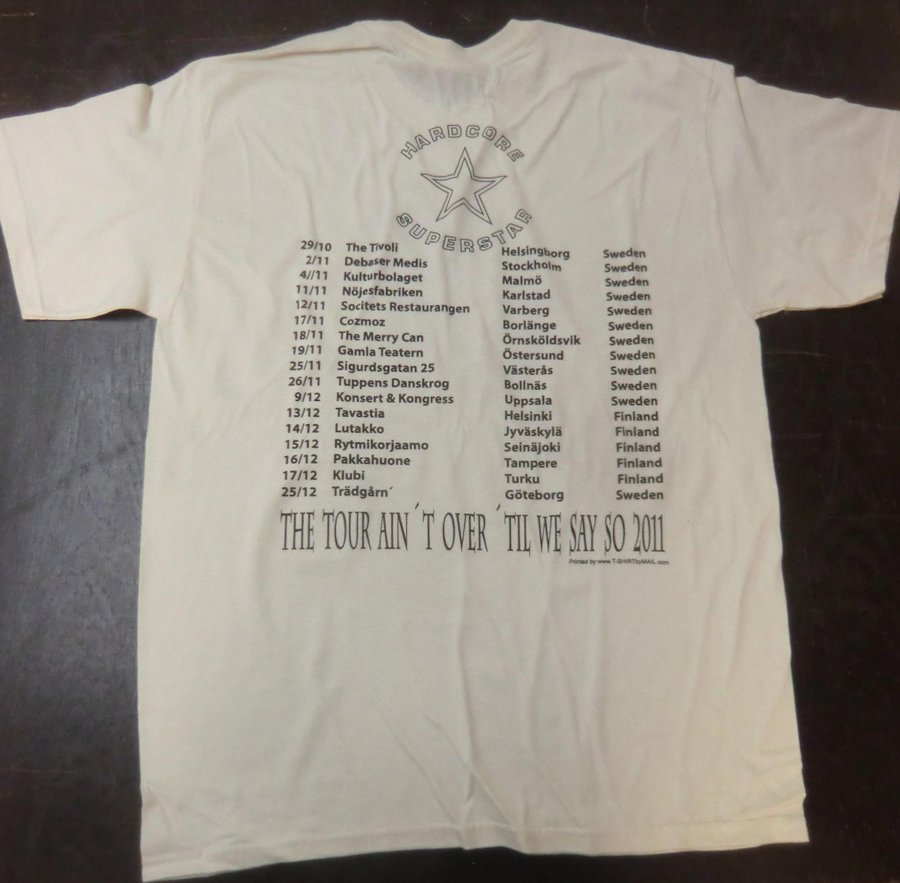 HARDCORE
SUPERSTAR
29/10 The Tivoli Helsingborg Sweden
2/11 Debaser Medis Stockholm Sweden
4//11 Kulturbolaget Malmö Sweden
11/11 Nöjesfabriken Karlstad Sweden
12/11 Socitets Restaurangen Varberg Sweden
17/11 Cozmoz Borlänge Sweden
18/11 The Merry Can Örnsköldsvik Sweden
19/11 Gamla Teatern Östersund Sweden
25/11 Sigurdsgatan 25 Västerås Sweden
26/11 Tuppens Danskrog Bollnäs Sweden
9/12 Konsert & Kongress Uppsala Sweden
13/12 Tavastia Helsinki Finland
14/12 Lutakko Jyväskylä Finland
15/12 Rytmikorjaamo Seinäjoki Finland
16/12 Pakkahuone Tampere Finland
17/12 Klubi Turku Finland
25/12 Trädgårn´ Göteborg Sweden
THE TOUR AIN ´T OVER ´TIL WE SAY SO 2011
Printed by:www.T-SHIRTbyMAIL.com